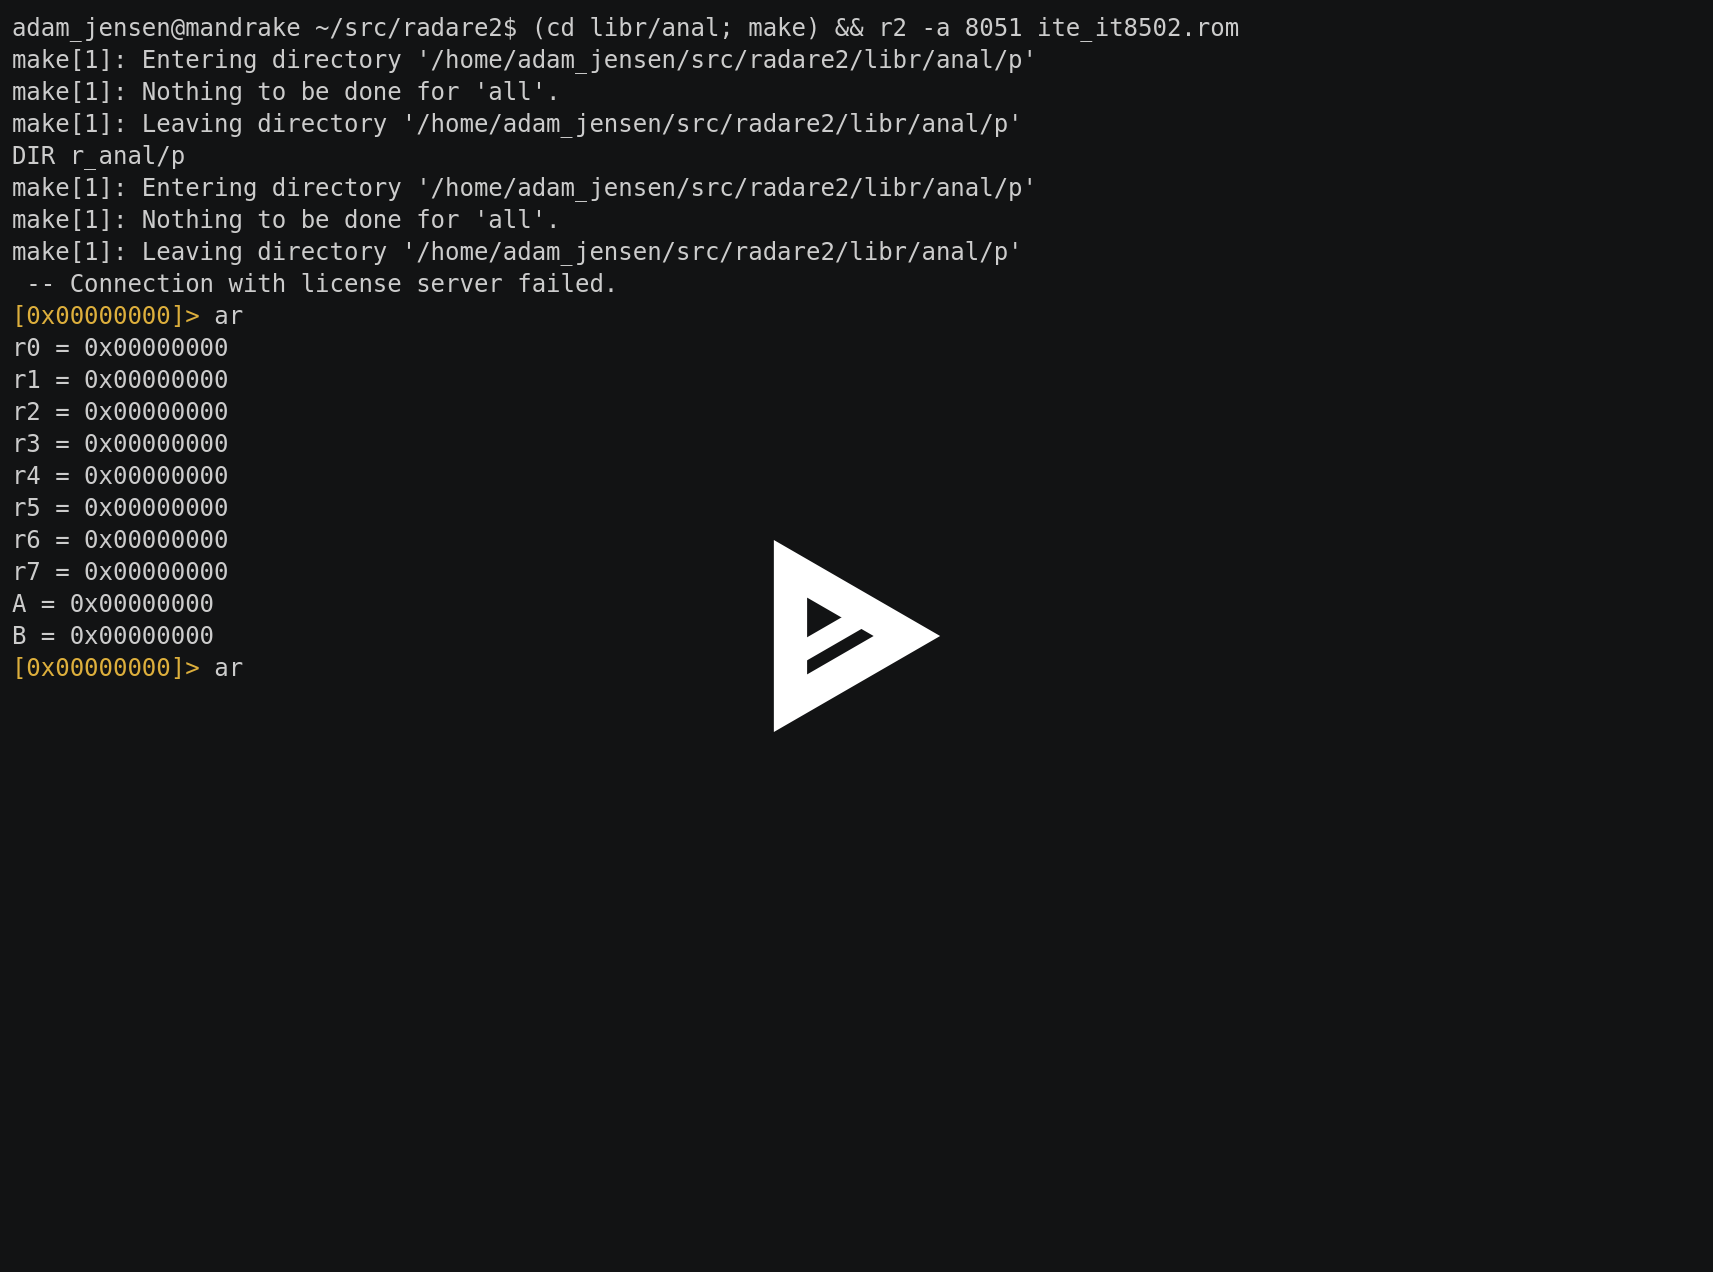 adam_jensen@mandrake ~/src/radare2$ (cd libr/anal; make) && r2 -a 8051 ite_it8502.rom
make[1]: Entering directory '/home/adam_jensen/src/radare2/libr/anal/p'
make[1]: Nothing to be done for 'all'.
make[1]: Leaving directory '/home/adam_jensen/src/radare2/libr/anal/p'
DIR r_anal/p
make[1]: Entering directory '/home/adam_jensen/src/radare2/libr/anal/p'
make[1]: Nothing to be done for 'all'.
make[1]: Leaving directory '/home/adam_jensen/src/radare2/libr/anal/p'
 -- Connection with license server failed.
[0x00000000]> ar
r0 = 0x00000000
r1 = 0x00000000
r2 = 0x00000000
r3 = 0x00000000
r4 = 0x00000000
r5 = 0x00000000
r6 = 0x00000000
r7 = 0x00000000
A = 0x00000000
B = 0x00000000
[0x00000000]> ar